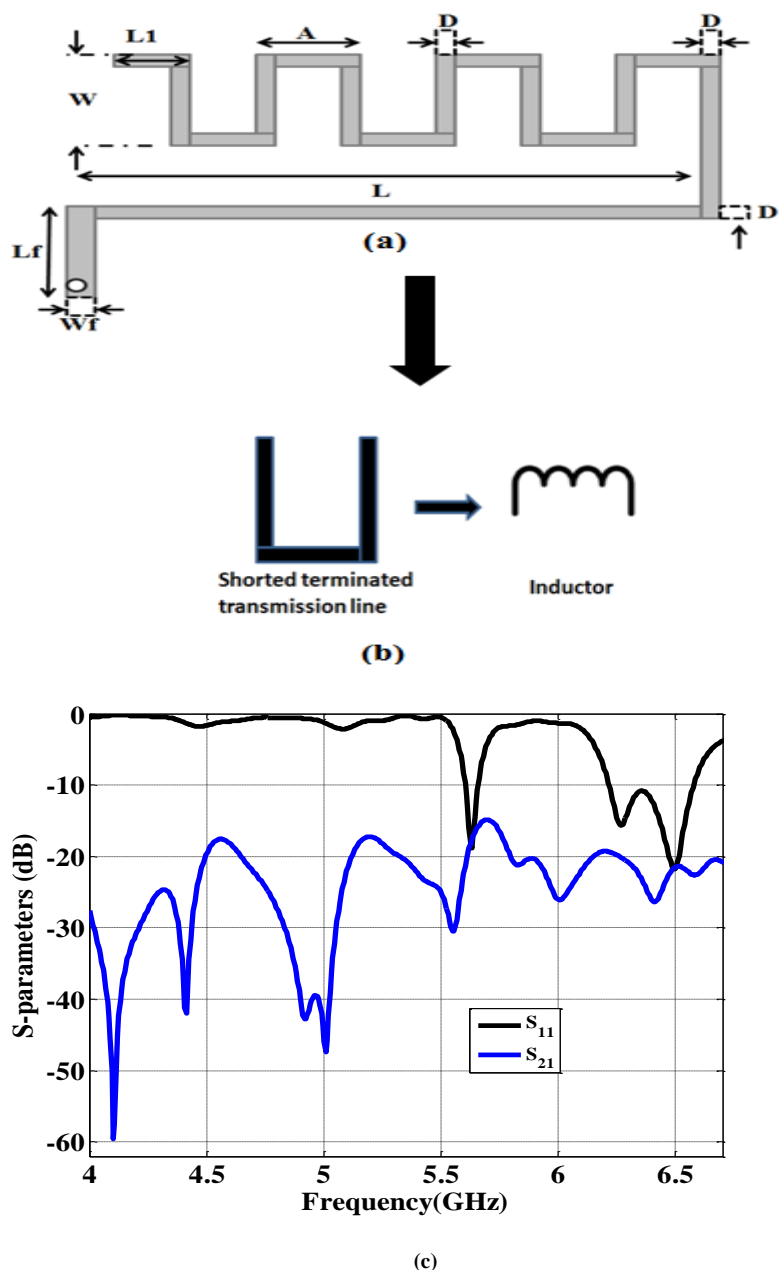 L1
A
D
D
W
L
D
(a)
Lf
Wf
Shorted terminated
transmission line
Inductor
(b)
0
-10
-20
-30
-40
-50
-60
S-parameters (dB)
S11
S21
4
4.5
5
5.5
6
6.5
Frequency(GHz)
(c)